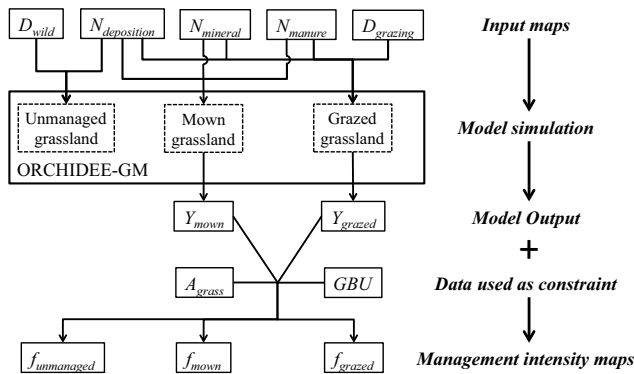 D_wild N_deposition N_mineral N_manure D_grazing Input maps
Unmanaged grassland
Mown grassland
Grazed grassland
Model simulation
ORCHIDEE-GM
Y_mown Y_grazed Model Output
+
A_grass GBU Data used as constraint
f_unmanaged f_mown f_grazed Management intensity maps